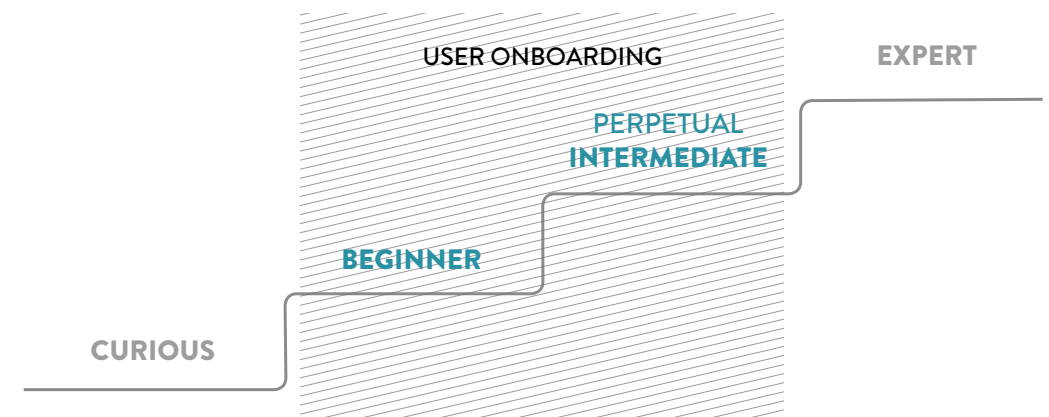 USER ONBOARDING
EXPERT
PERPETUAL
INTERMEDIATE
BEGINNER
CURIOUS